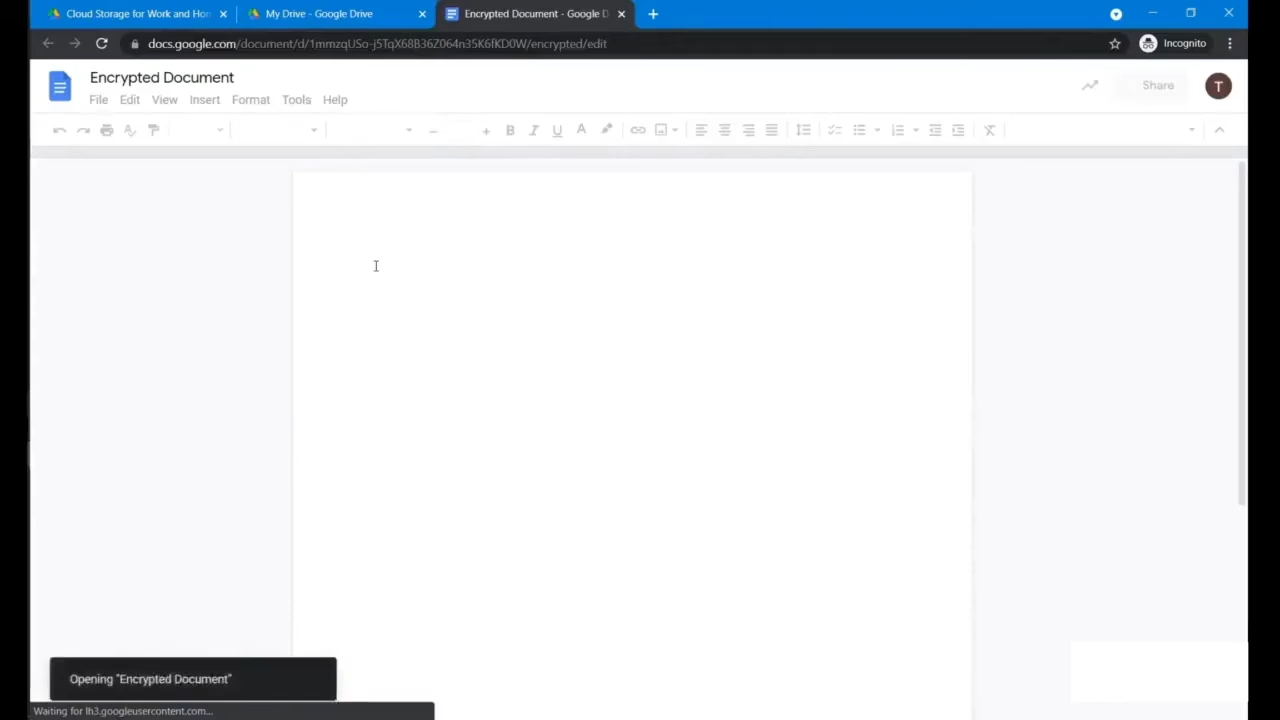 Cloud Storage for Work and Hon
My Drive - Google Drive
Encrypted Document - Google D
docs.google.com/document/d/1mmzqUSo-j5TqX68B36Z064n35K6fKD0W/encrypted/edit
Incognito
Encrypted Document
File Edit View Insert Format Tools Help
Share
T
Opening "Encrypted Document"
Waiting for lh3.googleusercontent.com...